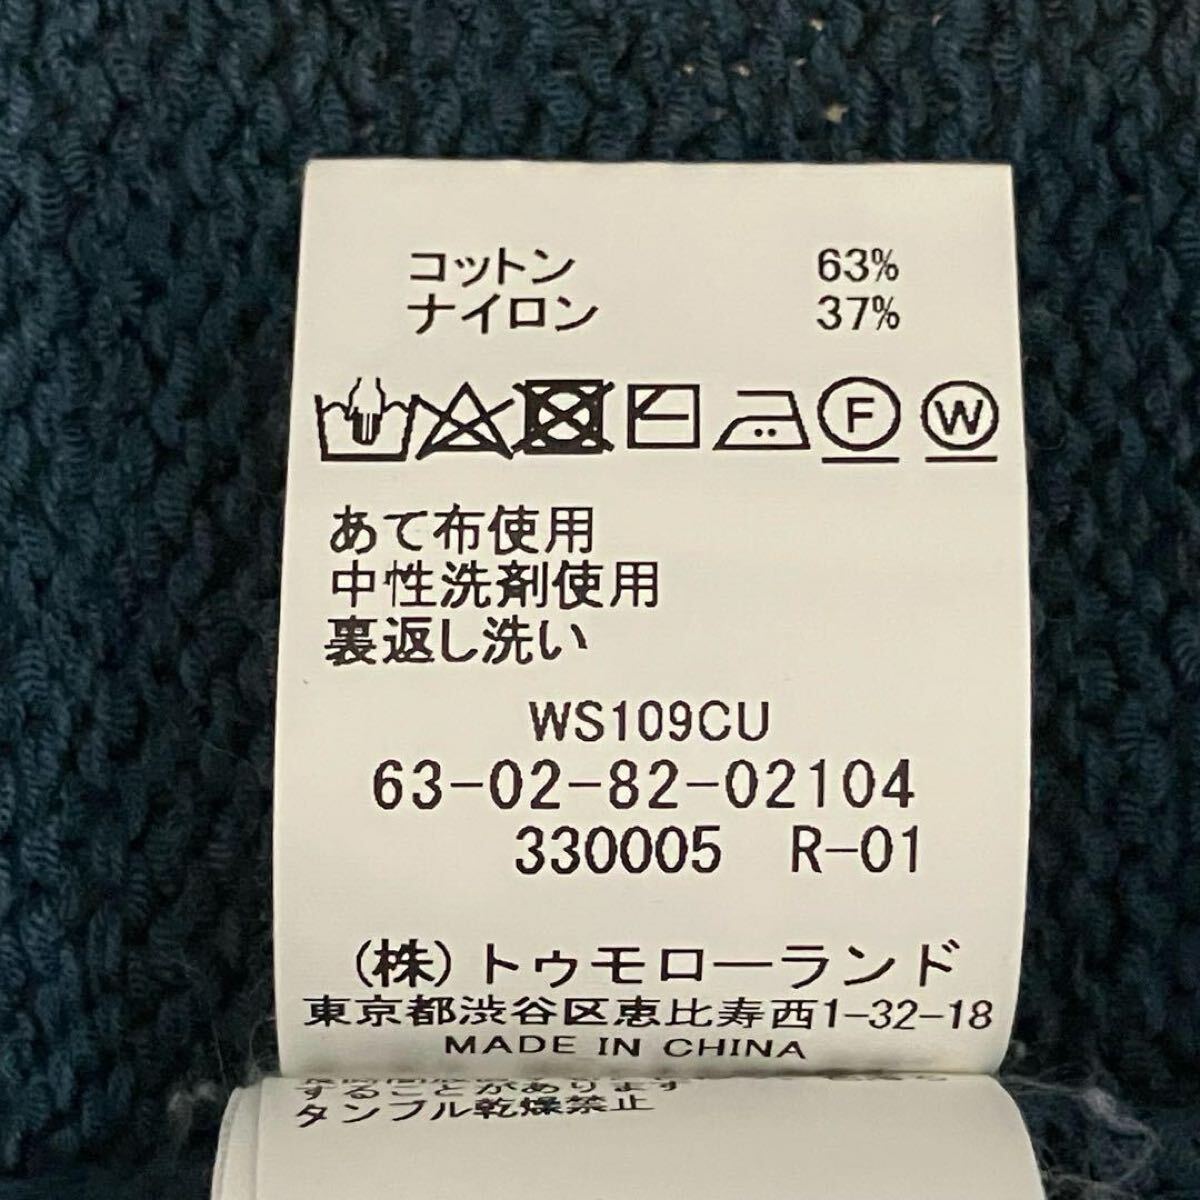 コットン 63%
ナイロン 37%
F W
あて布使用
中性洗剤使用
裏返し洗い
WS109CU
63-02-82-02104
330005 R-01
(株)トゥモローランド
東京都渋谷区恵比寿西1-32-18
MADE IN CHINA
することがあります
タンブル乾燥禁止